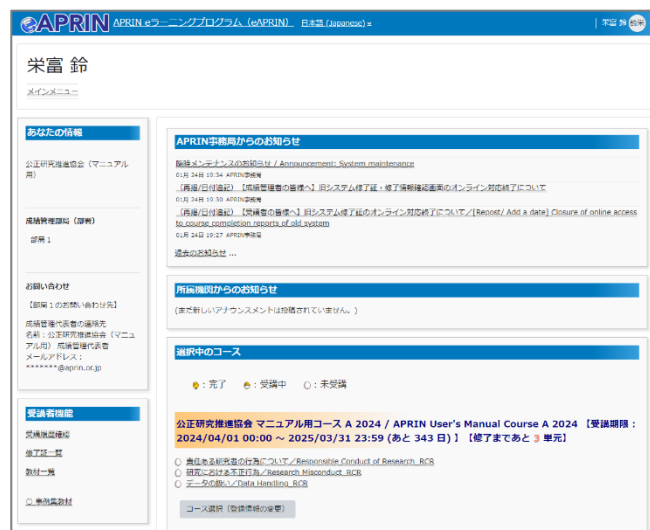 APRIN APRIN eラーニングプログラム (eAPRIN) 日本語 (Japanese)
栄富 鈴
栄富 鈴
メインメニュー
あなたの情報
公正研究推進協会（マニュアル
用）
成績管理部局（部署）
部局１
お問い合わせ
【部局１のお問い合わせ先】
成績管理代表者の連絡先
名前：公正研究推進協会（マニュ
アル用） 成績管理代表者
メールアドレス：
*******@aprin.or.jp
受講者機能
受講履歴確認
修了証一覧
教材一覧
事例集教材
APRIN事務局からのお知らせ
メンテナンスのお知らせ / Announcement: System maintenance
01月 24日 10:34 APRIN事務局
（再掲/日付追記）【成績管理者の皆様へ】旧システム修了証・修了情報確認画面のオンライン対応終了について
01月 24日 10:30 APRIN事務局
（再掲/日付追記）【受講者の皆様へ】旧システム修了証のオンライン対応終了について／[Repost/ Add a date] Closure of online access
to course completion reports of old system
01月 24日 10:27 APRIN事務局
過去のお知らせ ...
所属機関からのお知らせ
(まだ新しいアナウンスメントは投稿されていません。)
選択中のコース
：完了 ：受講中 ：未受講
公正研究推進協会 マニュアル用コース A 2024 / APRIN User's Manual Course A 2024 【受講期限：
2024/04/01 00:00 ～ 2025/03/31 23:59 (あと 343 日) 】【修了まであと 3 単元】
責任ある研究者の行為について／Responsible Conduct of Research_RCR
研究における不正行為／Research Misconduct_RCR
データの扱い／Data Handling_RCR
コース選択（登録情報の変更）